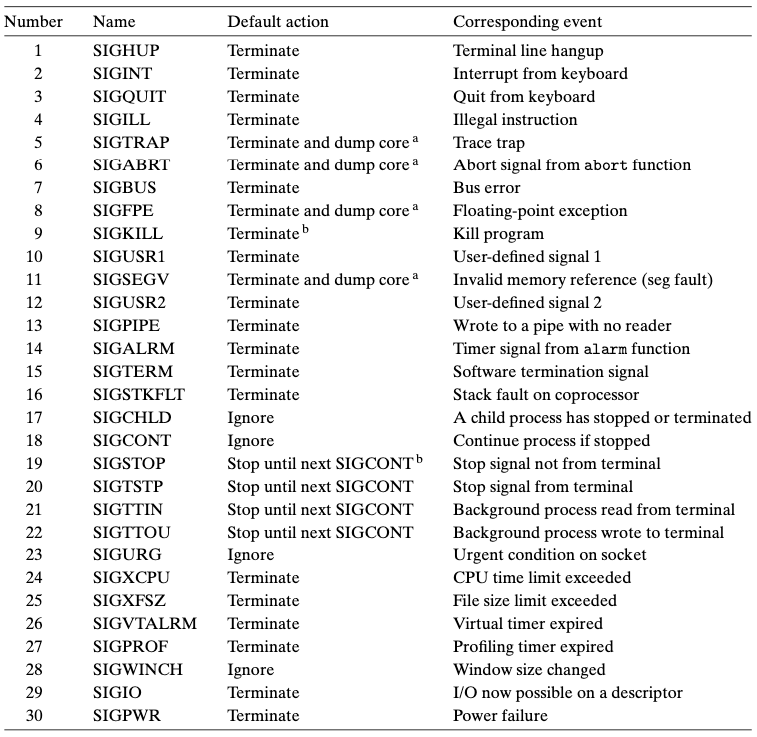 Number Name Default action Corresponding event
1 SIGHUP Terminate Terminal line hangup
2 SIGINT Terminate Interrupt from keyboard
3 SIGQUIT Terminate Quit from keyboard
4 SIGILL Terminate Illegal instruction
5 SIGTRAP Terminate and dump core a Trace trap
6 SIGABRT Terminate and dump core a Abort signal from abort function
7 SIGBUS Terminate Bus error
8 SIGFPE Terminate and dump core a Floating-point exception
9 SIGKILL Terminate b Kill program
10 SIGUSR1 Terminate User-defined signal 1
11 SIGSEGV Terminate and dump core a Invalid memory reference (seg fault)
12 SIGUSR2 Terminate User-defined signal 2
13 SIGPIPE Terminate Wrote to a pipe with no reader
14 SIGALRM Terminate Timer signal from alarm function
15 SIGTERM Terminate Software termination signal
16 SIGSTKFLT Terminate Stack fault on coprocessor
17 SIGCHLD Ignore A child process has stopped or terminated
18 SIGCONT Ignore Continue process if stopped
19 SIGSTOP Stop until next SIGCONT b Stop signal not from terminal
20 SIGTSTP Stop until next SIGCONT Stop signal from terminal
21 SIGTTIN Stop until next SIGCONT Background process read from terminal
22 SIGTTOU Stop until next SIGCONT Background process wrote to terminal
23 SIGURG Ignore Urgent condition on socket
24 SIGXCPU Terminate CPU time limit exceeded
25 SIGXFSZ Terminate File size limit exceeded
26 SIGVTALRM Terminate Virtual timer expired
27 SIGPROF Terminate Profiling timer expired
28 SIGWINCH Ignore Window size changed
29 SIGIO Terminate I/O now possible on a descriptor
30 SIGPWR Terminate Power failure